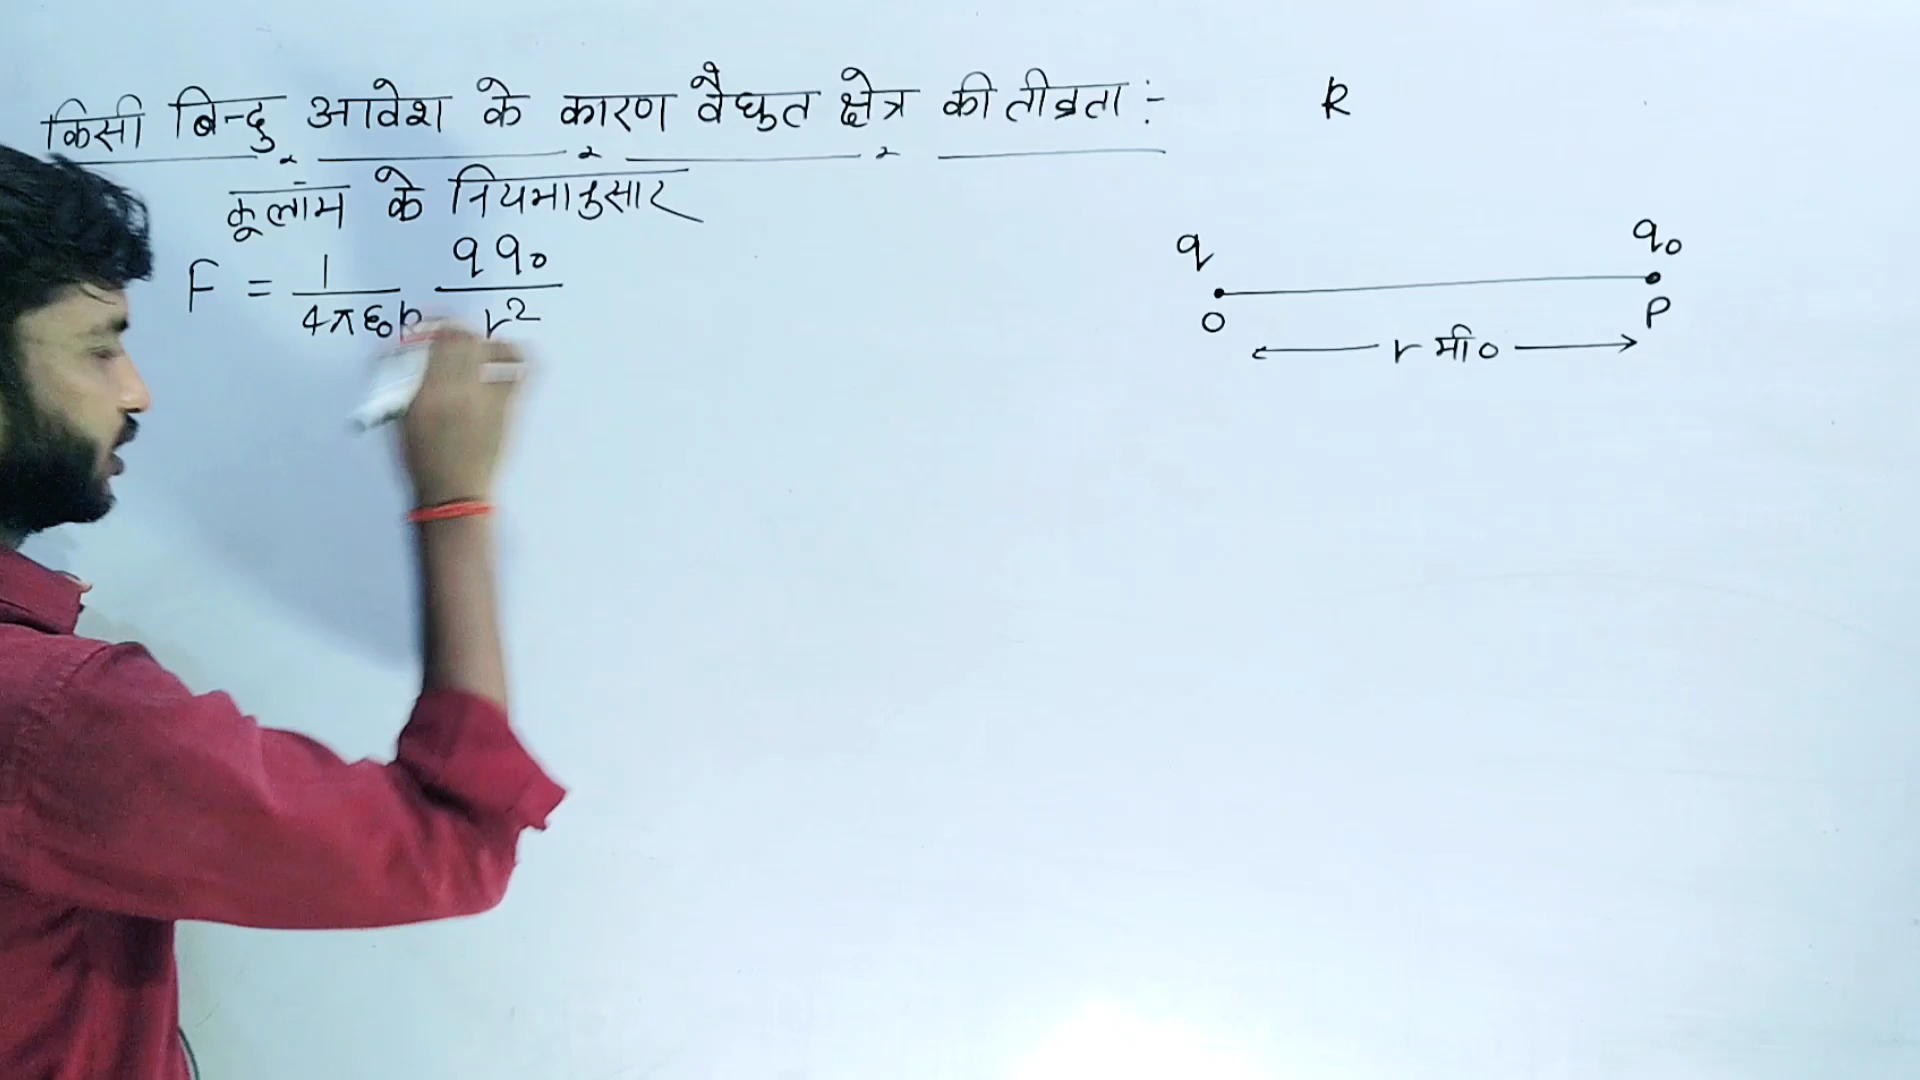 किसी बिन्दु आवेश के कारण वैधुत क्षेत्र की तीव्रता :-
K
कूलॉम के नियमानुसार
F = 1/4πε₀k qq₀/r²
q q₀
O P
r मी०